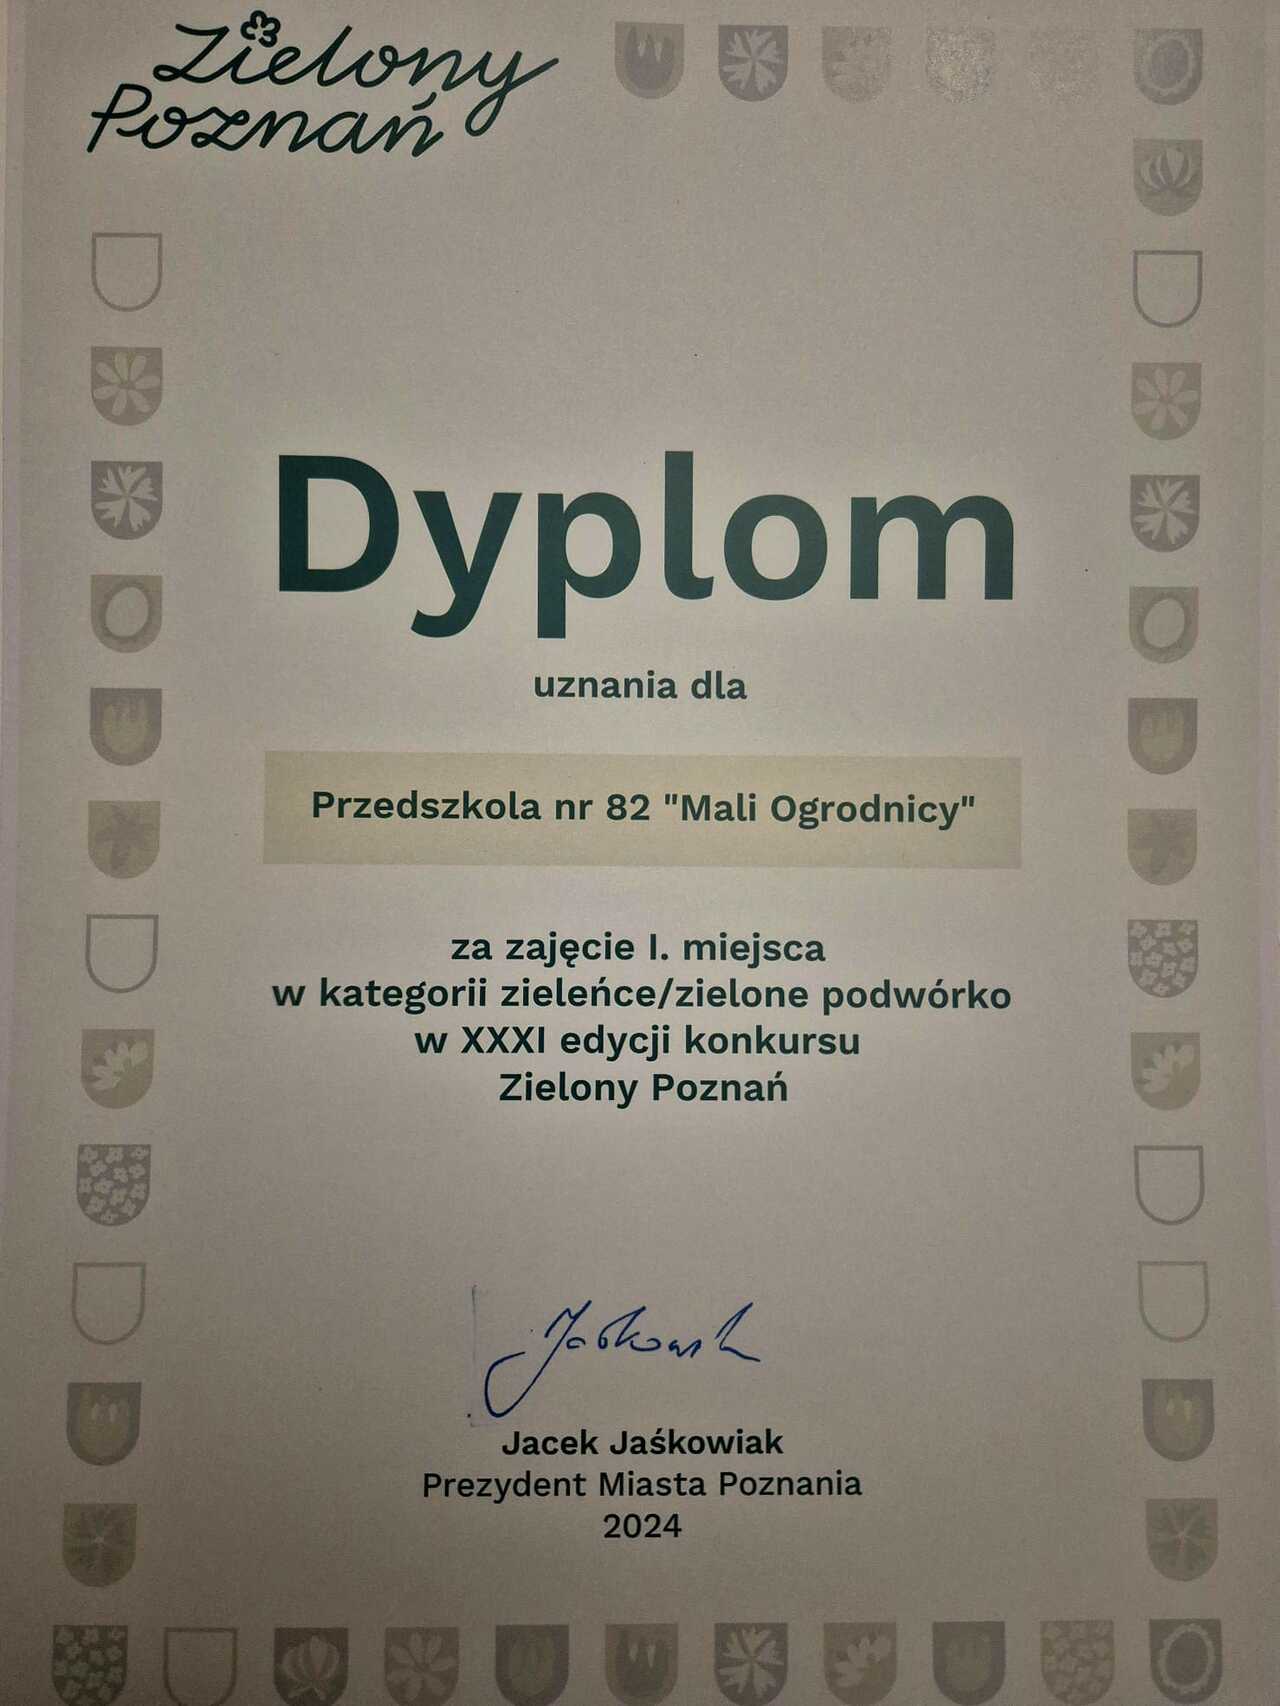 Zielony
Poznań
Dyplom
uznania dla
Przedszkola nr 82 "Mali Ogrodnicy"
za zajęcie I. miejsca
w kategorii zieleńce/zielone podwórko
w XXXI edycji konkursu
Zielony Poznań
Jaśkowiak
Jacek Jaśkowiak
Prezydent Miasta Poznania
2024